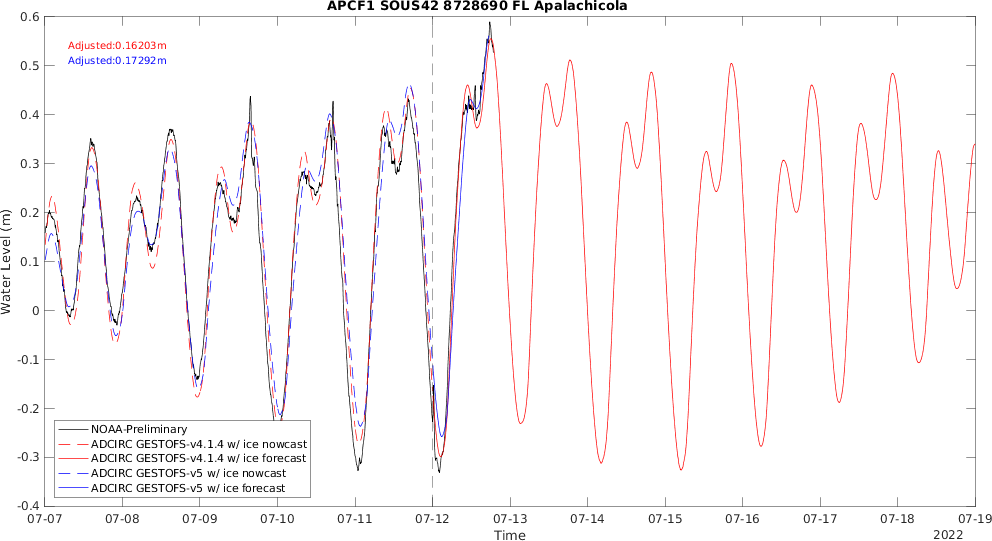 APCF1 SOUS42 8728690 FL Apalachicola
0.6
0.5
0.4
0.3
0.2
0.1
0
-0.1
-0.2
-0.3
-0.4
Water Level (m)
Adjusted:0.16203m
Adjusted:0.17292m
NOAA-Preliminary
ADCIRC GESTOFS-v4.1.4 w/ ice nowcast
ADCIRC GESTOFS-v4.1.4 w/ ice forecast
ADCIRC GESTOFS-v5 w/ ice nowcast
ADCIRC GESTOFS-v5 w/ ice forecast
07-07 07-08 07-09 07-10 07-11 07-12 07-13 07-14 07-15 07-16 07-17 07-18 07-19
Time
2022